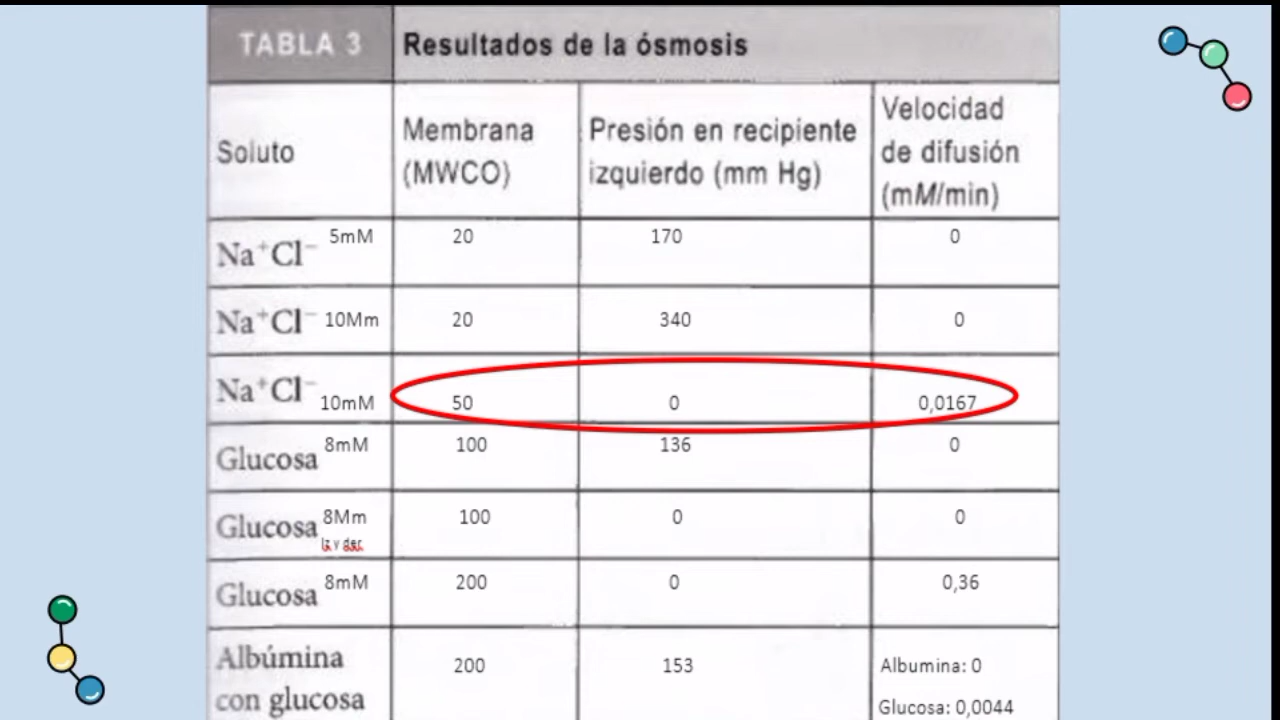 TABLA 3 Resultados de la ósmosis
Soluto Membrana (MWCO) Presión en recipiente izquierdo (mm Hg) Velocidad de difusión (mM/min)
Na⁺Cl⁻ 5mM 20 170 0
Na⁺Cl⁻ 10Mm 20 340 0
Na⁺Cl⁻ 10mM 50 0 0,0167
Glucosa 8mM 100 136 0
Glucosa 8Mm Iz y der 100 0 0
Glucosa 8mM 200 0 0,36
Albúmina con glucosa 200 153 Albumina: 0 Glucosa: 0,0044